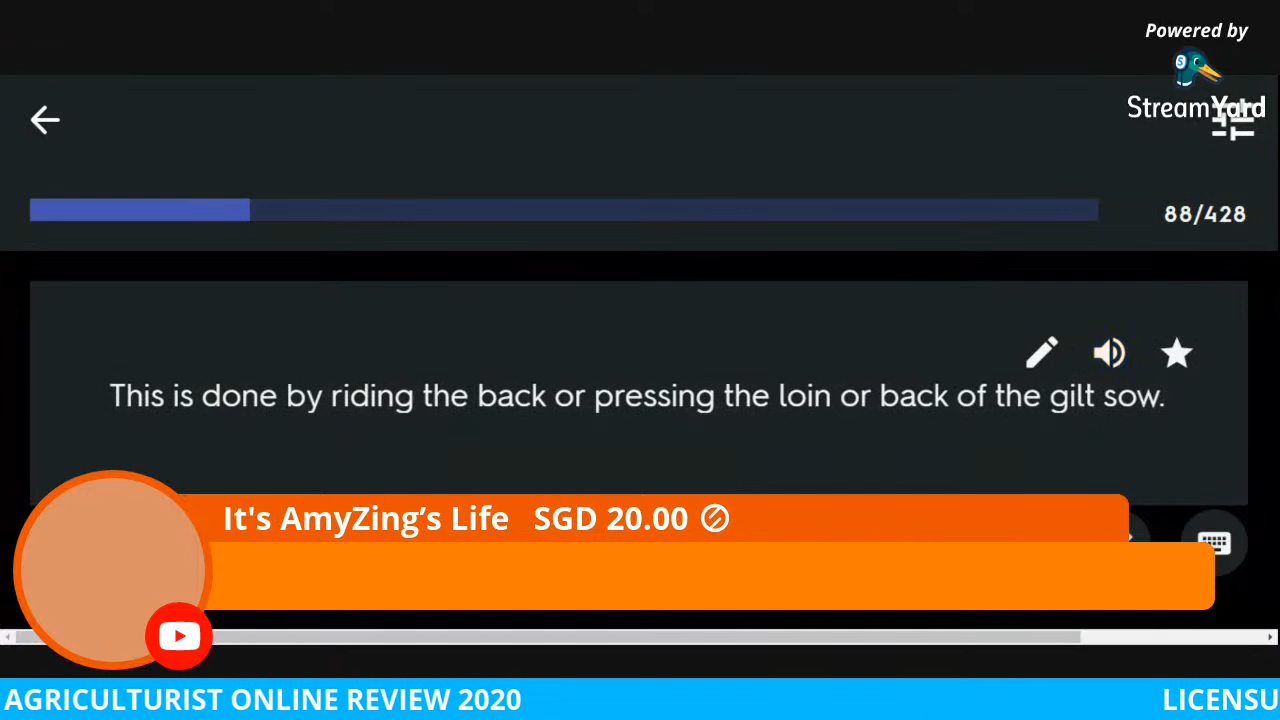 Powered by
StreamYard
88/428
This is done by riding the back or pressing the loin or back of the gilt sow.
It's AmyZing’s Life SGD 20.00
AGRICULTURIST ONLINE REVIEW 2020 LICENSU